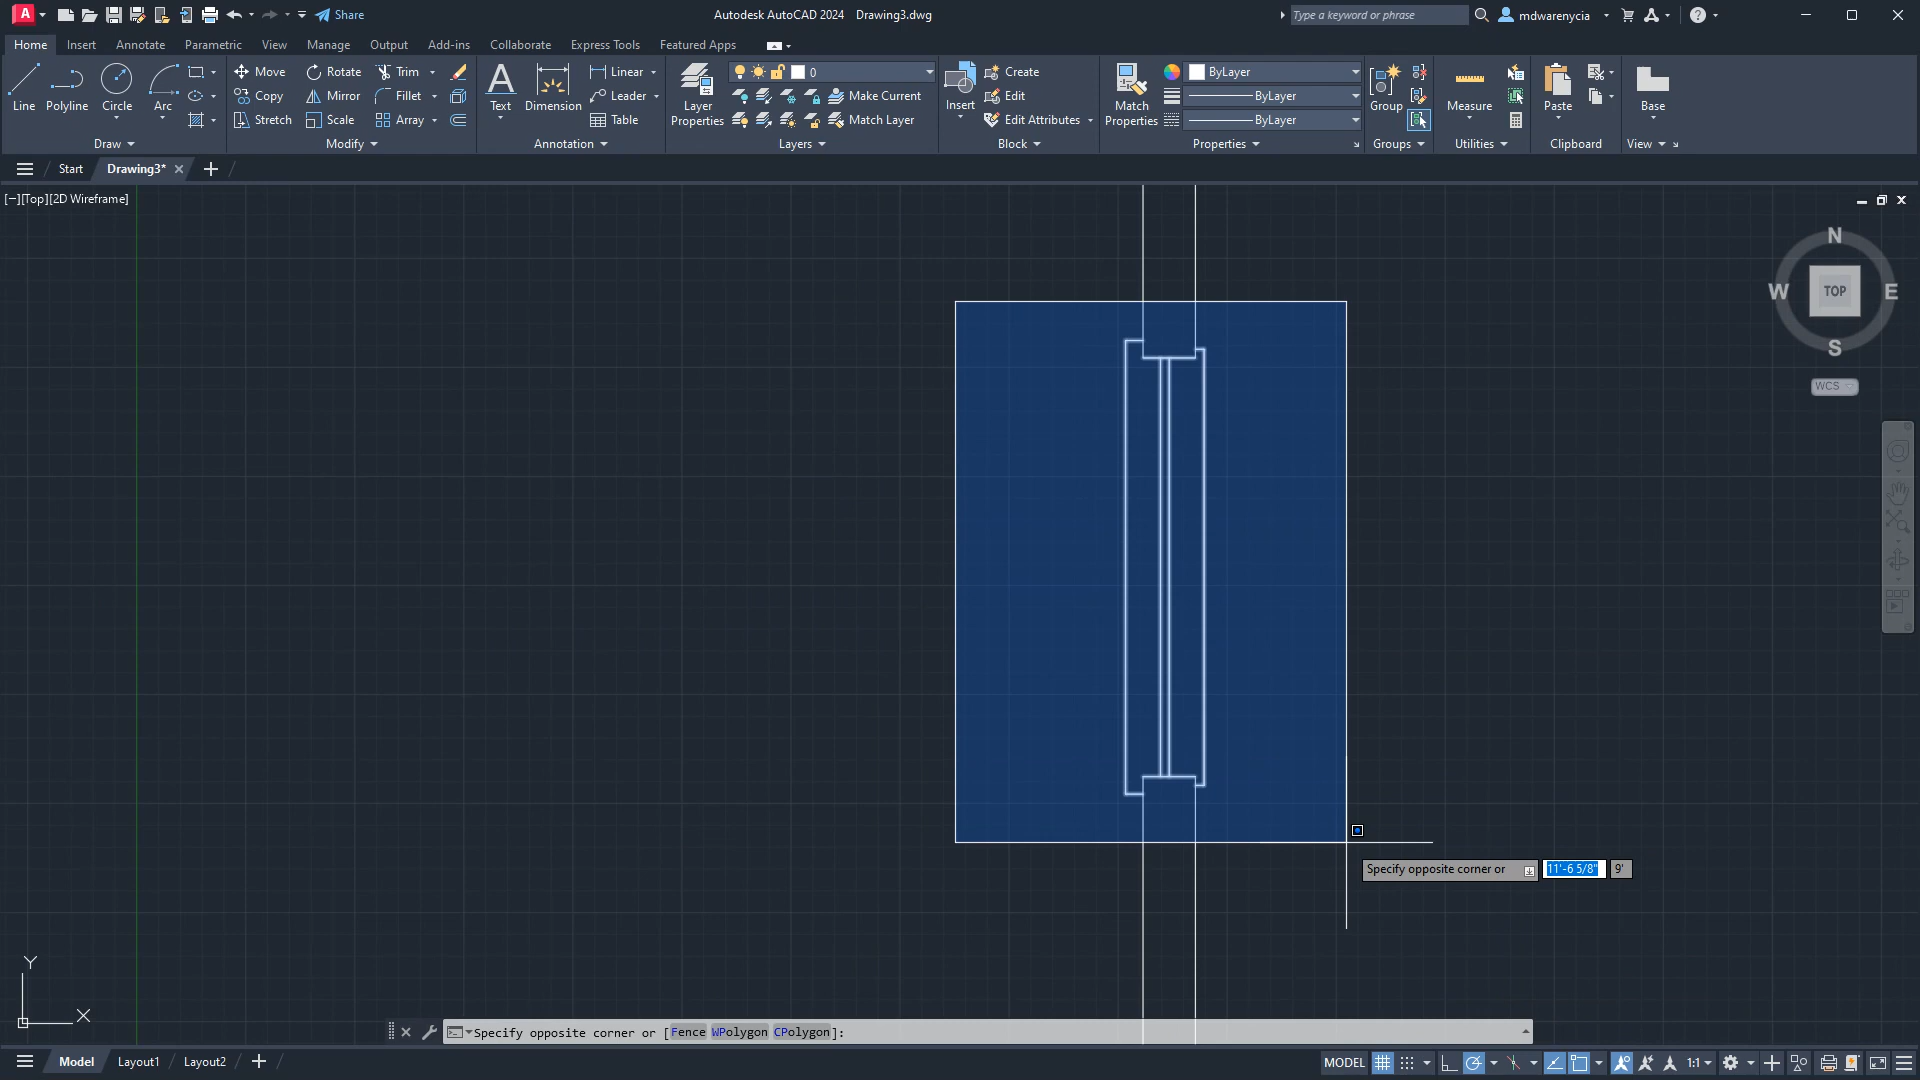 A Share Autodesk AutoCAD 2024 Drawing3.dwg Type a keyword or phrase mdwarenycia ?
Home Insert Annotate Parametric View Manage Output Add-ins Collaborate Express Tools Featured Apps
Line Polyline Circle Arc
Move Rotate Trim
Copy Mirror Fillet
Stretch Scale Array
Text Dimension
Linear
Leader
Table
Layer
Properties
0
Make Current
Match Layer
Insert
Create
Edit
Edit Attributes
Match
Properties
ByLayer
ByLayer
ByLayer
Group
Measure
Paste
Base
Draw Modify Annotation Layers Block Properties Groups Utilities Clipboard View
Start Drawing3*
[−][Top][2D Wireframe]
N
W TOP E
S
WCS
Specify opposite corner or 11'-6 5/8" 9'
Y
X
Specify opposite corner or [Fence WPolygon CPolygon]:
Model Layout1 Layout2 MODEL 1:1